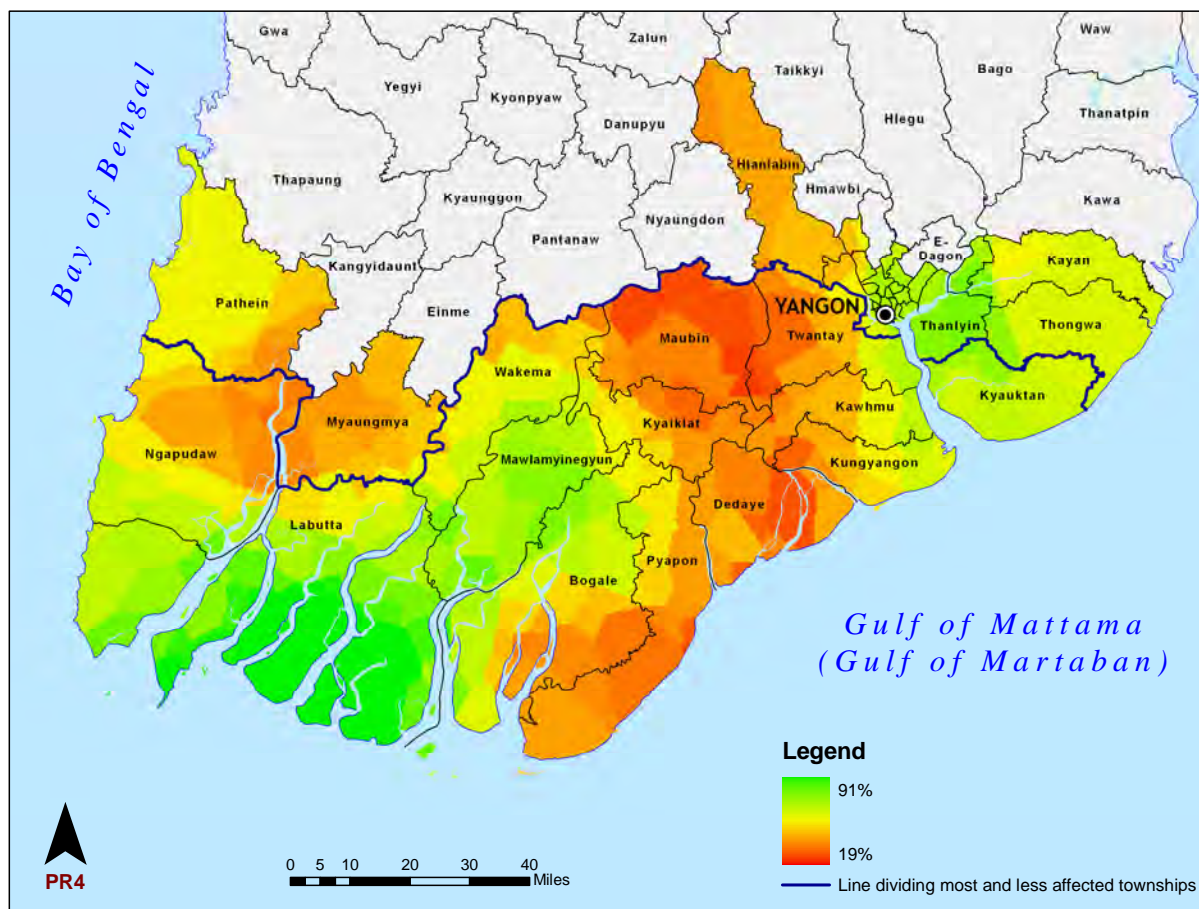 Gwa
Zalun
Waw
Yegyi
Kyonpyaw
Taikkyi
Bago
Danupyu
Hlegu
Thanatpin
Bay of Bengal
Hlanlabin
Thapaung
Kyaunggon
Hmawbi
Kawa
Nyaungdon
Pantanaw
E-
Dagon
Kangyidaunt
Kayan
Pathein
Einme
YANGON
Thanlyin
Thongwa
Maubin
Twantay
Wakema
Kyauktan
Myaungmya
Kyaiklat
Kawhmu
Ngapudaw
Mawlamyinegyun
Kungyangon
Dedaye
Labutta
Pyapon
Bogale
Gulf of Mattama
(Gulf of Martaban)
Legend
91%
19%
Line dividing most and less affected townships
PR4
0 5 10 20 30 40
Miles